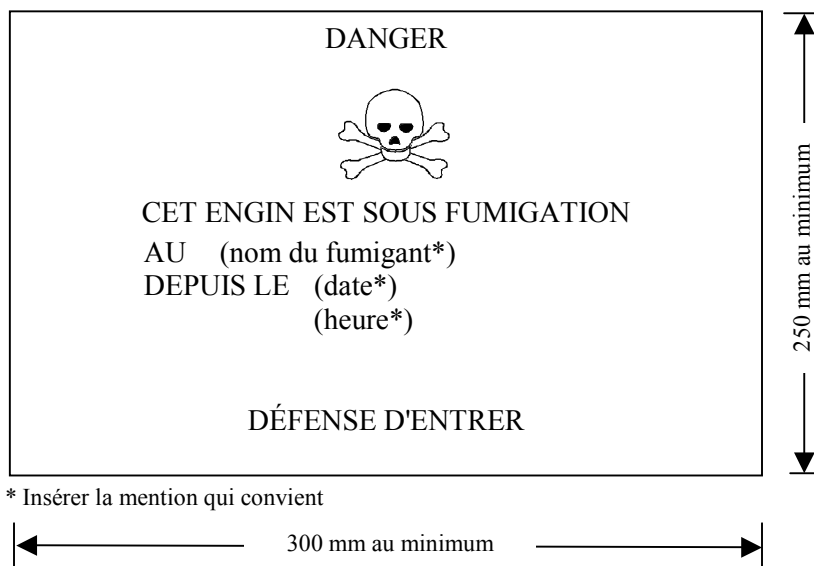 DANGER
CET ENGIN EST SOUS FUMIGATION
AU (nom du fumigant*)
DEPUIS LE (date*)
(heure*)
DÉFENSE D'ENTRER
250 mm au minimum
* Insérer la mention qui convient
300 mm au minimum